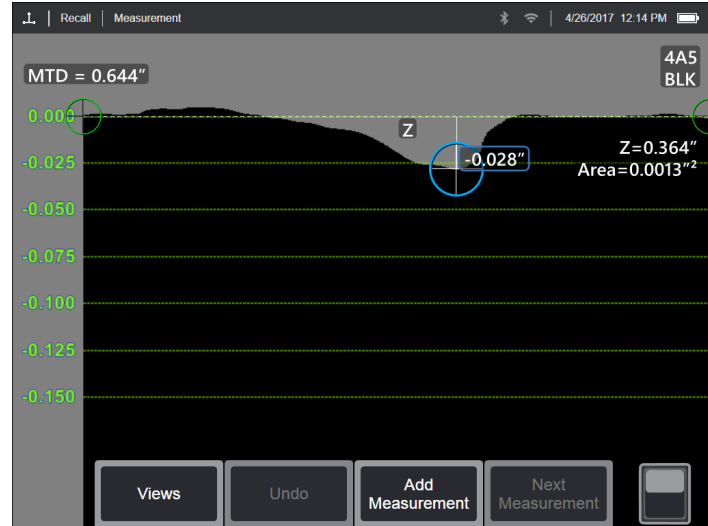 Recall Measurement 4/26/2017 12:14 PM
MTD = 0.644"
4A5
BLK
0.000
Z
-0.028"
Z=0.364"
Area=0.0013"²
-0.025
-0.050
-0.075
-0.100
-0.125
-0.150
Views
Undo
Add
Measurement
Next
Measurement